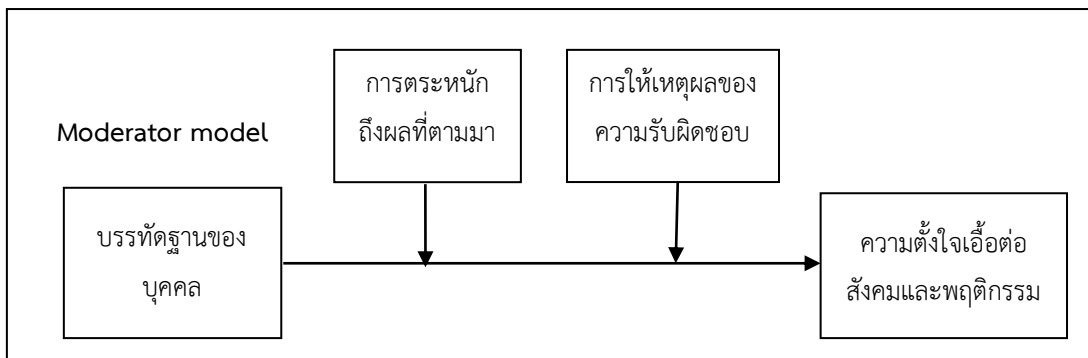 การตระหนัก
ถึงผลที่ตามมา
การให้เหตุผลของ
ความรับผิดชอบ
Moderator model
บรรทัดฐานของ
บุคคล
ความตั้งใจเอื้อต่อ
สังคมและพฤติกรรม